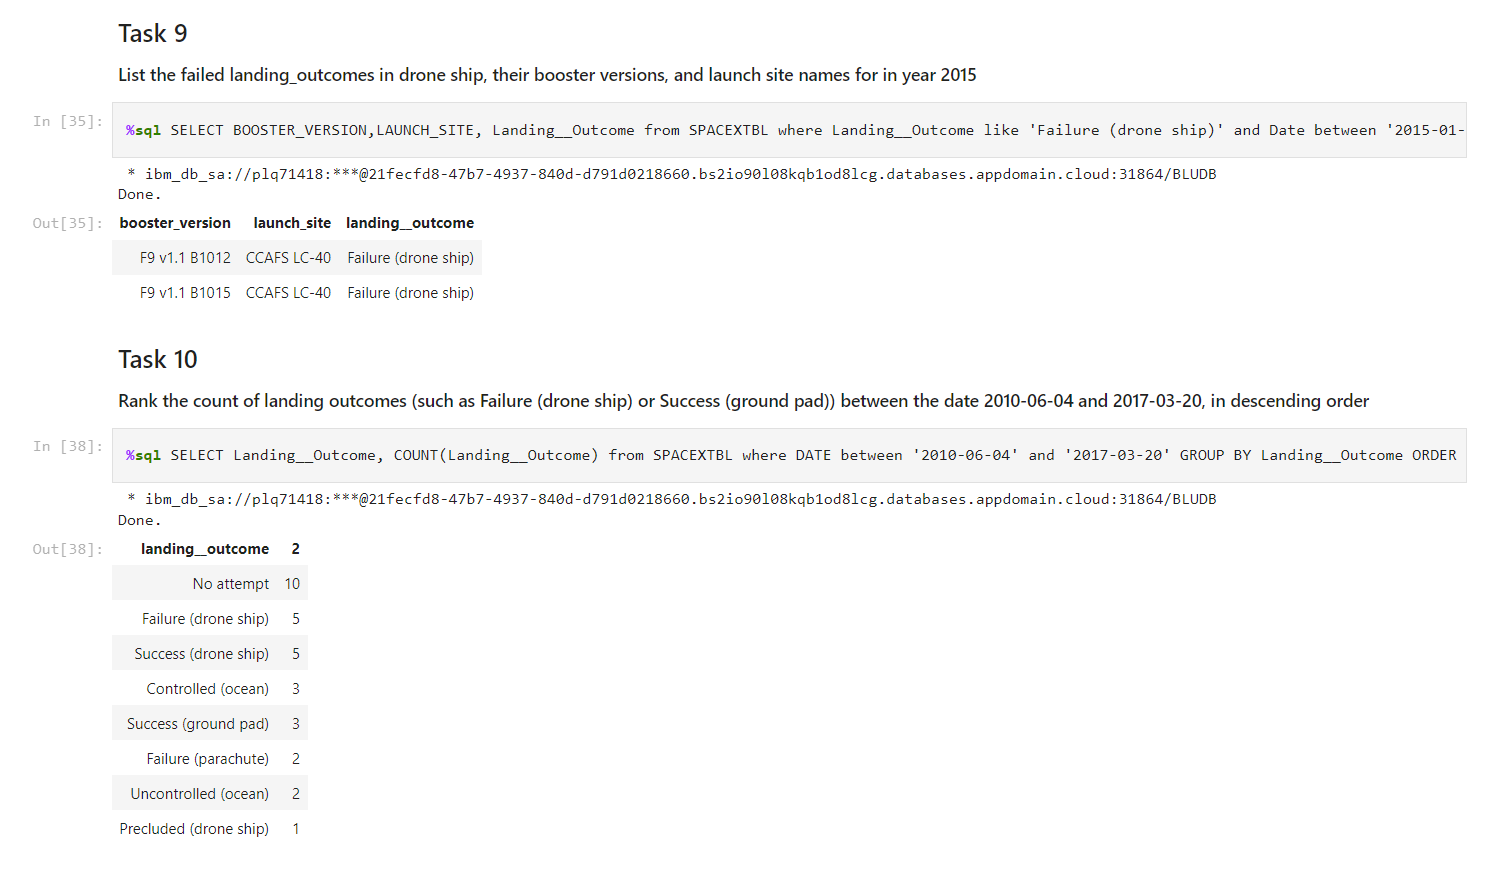 Task 9
List the failed landing_outcomes in drone ship, their booster versions, and launch site names for in year 2015
In [35]: %sql SELECT BOOSTER_VERSION,LAUNCH_SITE, Landing__Outcome from SPACEXTBL where Landing__Outcome like 'Failure (drone ship)' and Date between '2015-01-
* ibm_db_sa://plq71418:***@21fecfd8-47b7-4937-840d-d791d0218660.bs2io90l08kqb1od8lcg.databases.appdomain.cloud:31864/BLUDB
Done.
Out[35]: booster_version launch_site landing__outcome
F9 v1.1 B1012 CCAFS LC-40 Failure (drone ship)
F9 v1.1 B1015 CCAFS LC-40 Failure (drone ship)
Task 10
Rank the count of landing outcomes (such as Failure (drone ship) or Success (ground pad)) between the date 2010-06-04 and 2017-03-20, in descending order
In [38]: %sql SELECT Landing__Outcome, COUNT(Landing__Outcome) from SPACEXTBL where DATE between '2010-06-04' and '2017-03-20' GROUP BY Landing__Outcome ORDER
* ibm_db_sa://plq71418:***@21fecfd8-47b7-4937-840d-d791d0218660.bs2io90l08kqb1od8lcg.databases.appdomain.cloud:31864/BLUDB
Done.
Out[38]: landing__outcome 2
No attempt 10
Failure (drone ship) 5
Success (drone ship) 5
Controlled (ocean) 3
Success (ground pad) 3
Failure (parachute) 2
Uncontrolled (ocean) 2
Precluded (drone ship) 1